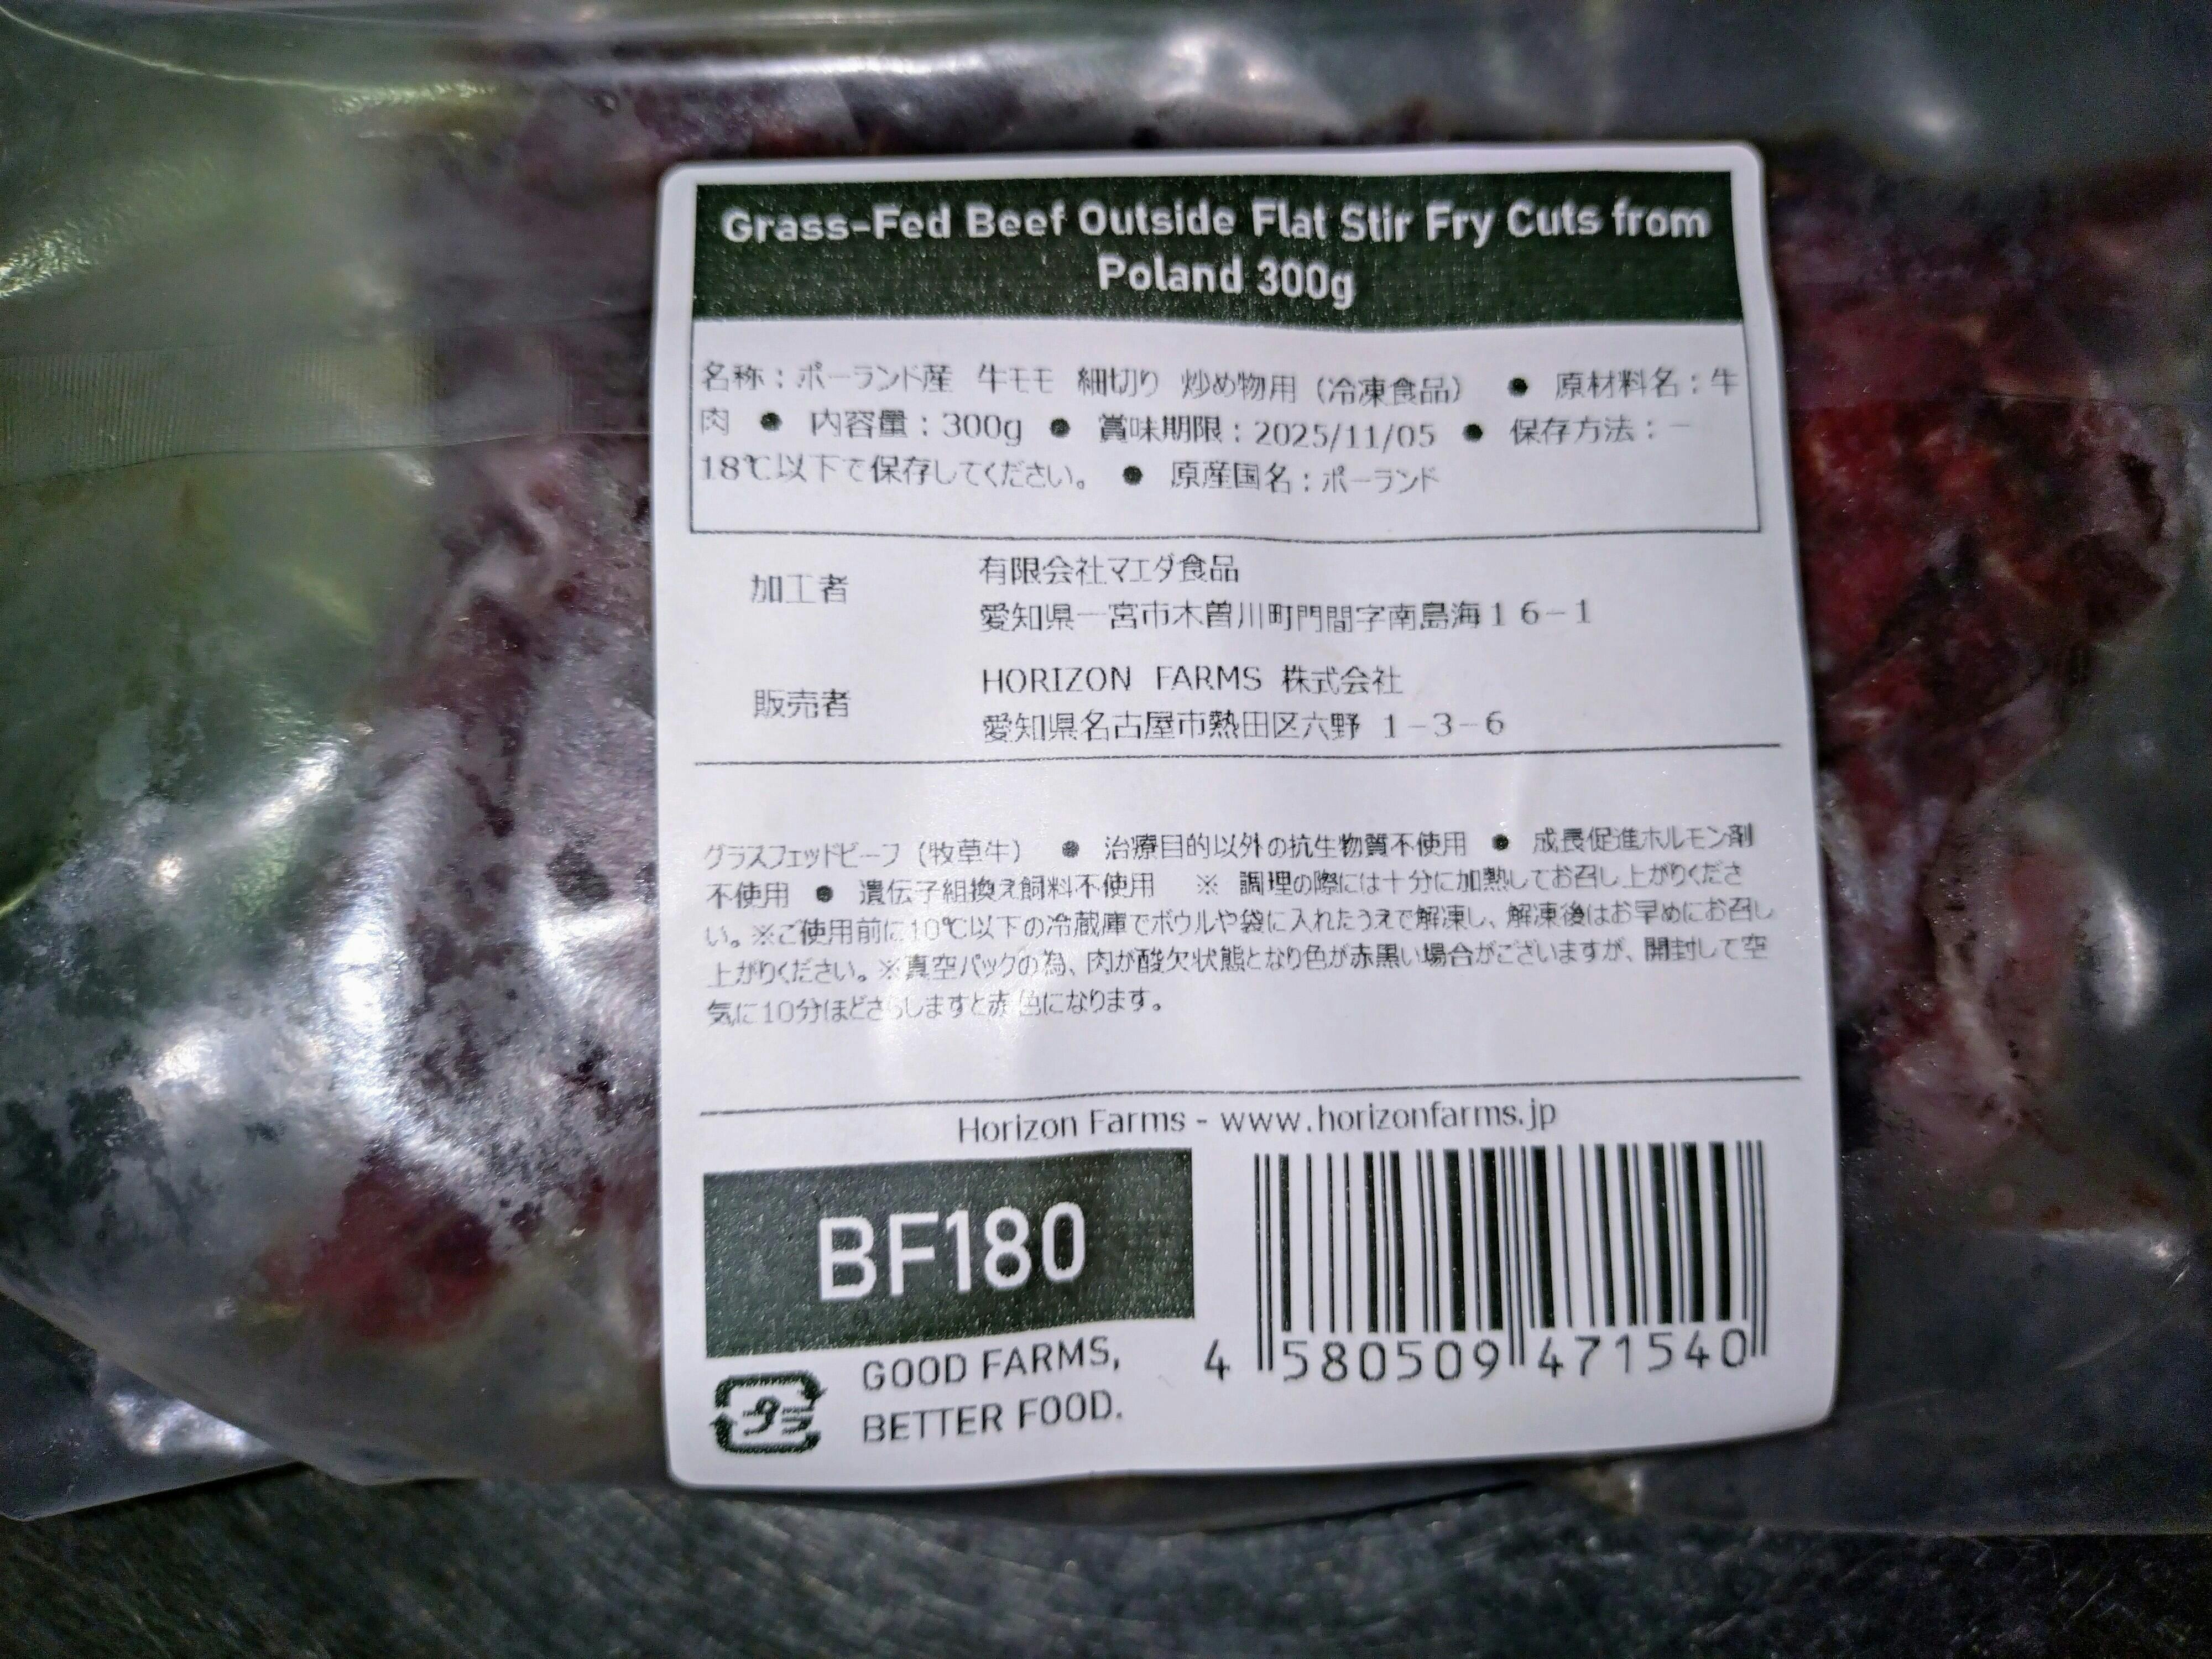 Grass-Fed Beef Outside Flat Stir Fry Cuts from
Poland 300g
名称：ポーランド産 牛モモ 細切り 炒め物用（冷凍食品） ● 原材料名：牛
肉 ● 内容量：300g ● 賞味期限：2025/11/05 ● 保存方法：－
18℃以下で保存してください。 ● 原産国名：ポーランド
加工者
有限会社マエダ食品
愛知県一宮市木曽川町門間字南島海１６−１
販売者
HORIZON FARMS 株式会社
愛知県名古屋市熱田区六野 １−３−６
グラスフェッドビーフ（牧草牛） ● 治療目的以外の抗生物質不使用 ● 成長促進ホルモン剤
不使用 ● 遺伝子組換え飼料不使用 ※ 調理の際には十分に加熱してお召し上がりくださ
い。※ご使用前に10℃以下の冷蔵庫でボウルや袋に入れたうえで解凍し、解凍後はお早めにお召し
上がりください。※真空パックの為、肉が酸欠状態となり色が赤黒い場合がございますが、開封して空
気に10分ほどさらしますと赤色になります。
Horizon Farms - www.horizonfarms.jp
BF180
GOOD FARMS,
BETTER FOOD.
プラ
4 580509 471540